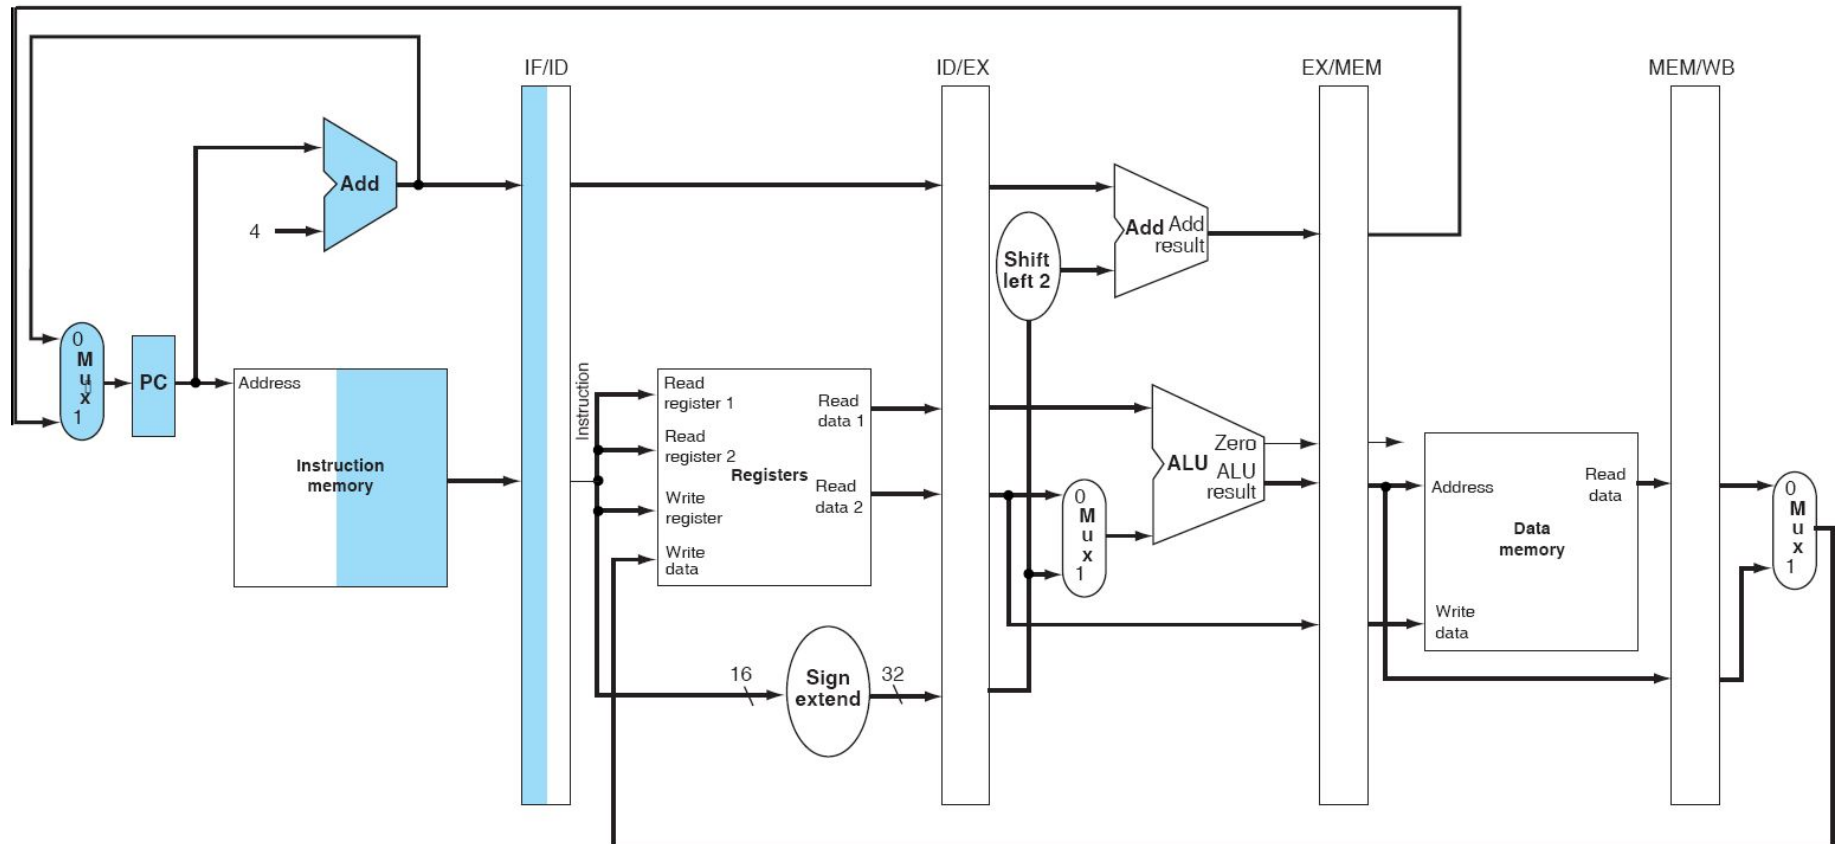 IF/ID
ID/EX
EX/MEM
MEM/WB
Add
4
0
M
u
x
1
PC
Address
Instruction
memory
Instruction
Read
register 1
Read
register 2
Write
register
Write
data
Registers
Read
data 1
Read
data 2
16
Sign
extend
32
Shift
left 2
Add Add
result
0
M
u
x
1
ALU
Zero
ALU
result
Address
Read
data
Data
memory
Write
data
0
M
u
x
1